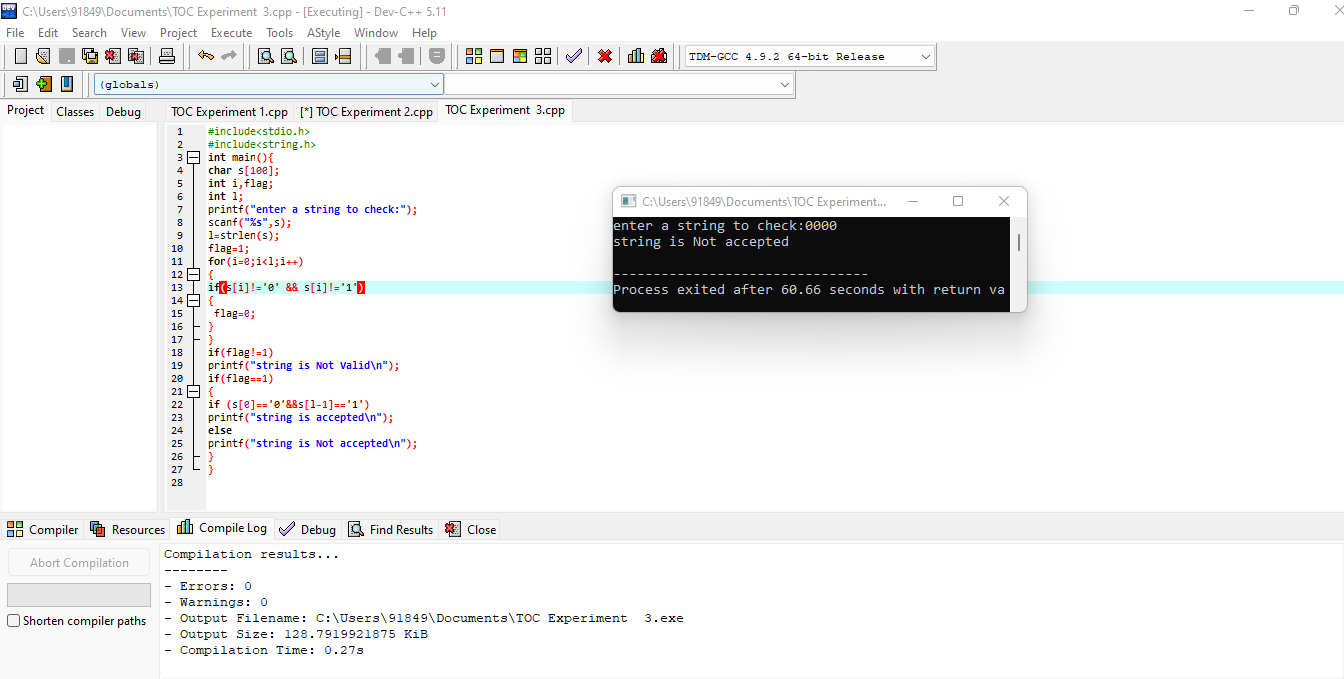 C:\Users\91849\Documents\TOC Experiment 3.cpp - [Executing] - Dev-C++ 5.11
File Edit Search View Project Execute Tools AStyle Window Help
TDM-GCC 4.9.2 64-bit Release
(globals)
Project Classes Debug
TOC Experiment 1.cpp [*] TOC Experiment 2.cpp TOC Experiment 3.cpp
1 #include<stdio.h>
2 #include<string.h>
3 int main(){
4 char s[100];
5 int i,flag;
6 int l;
7 printf("enter a string to check:");
8 scanf("%s",s);
9 l=strlen(s);
10 flag=1;
11 for(i=0;i<l;i++)
12 {
13 if(s[i]!='0' && s[i]!='1')
14 {
15 flag=0;
16 }
17 }
18 if(flag!=1)
19 printf("string is Not Valid\n");
20 if(flag==1)
21 {
22 if (s[0]=='0'&&s[l-1]=='1')
23 printf("string is accepted\n");
24 else
25 printf("string is Not accepted\n");
26 }
27 }
28
C:\Users\91849\Documents\TOC Experiment...
enter a string to check:0000
string is Not accepted
--------------------------------
Process exited after 60.66 seconds with return va
Compiler Resources Compile Log Debug Find Results Close
Abort Compilation
Shorten compiler paths
Compilation results...
--------
- Errors: 0
- Warnings: 0
- Output Filename: C:\Users\91849\Documents\TOC Experiment 3.exe
- Output Size: 128.7919921875 KiB
- Compilation Time: 0.27s